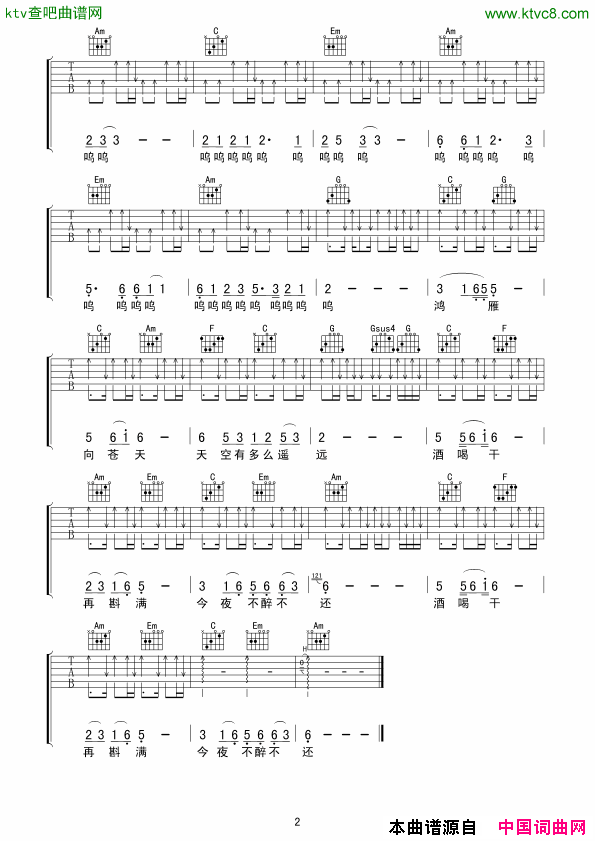 ktv查吧曲谱网 www.ktvc8.com
Am C Em Am
T A B
2 3 3 - - 2 1 2 1 2· 1 2 5 3 3 - - 6 6 1 2· 3
呜呜 呜呜呜呜呜 呜 呜呜 呜 呜 呜呜呜 呜
Em Am G C G
T A B
5· 6 6 1 1 6 1 2 3 5· 3 2 1 2 - - - 3 1 6 5 5 -
呜 呜呜呜 呜呜呜呜 呜 呜呜呜 呜 鸿 雁
C Am F C G Gsus4 G C F
T A B
5 6 i 6 - 6 5 3 1 2 5 3 2 - - - 5 5 6 i 6 -
向 苍 天 天 空有多么遥 远 酒 喝 干
Am Em C Em Am C F
T A B
2 3 1 6 5 - 3 1 6 5 6 6 3 121 6 - - - 5 5 6 i 6 -
再 斟 满 今 夜 不醉不 还 酒 喝 干
Am Em C Em Am
H
T A B 0
2 3 1 6 5 - 3 1 6 5 6 6 3 6 - - -
再 斟 满 今 夜 不醉不 还
2
本曲谱源自 中国词曲网